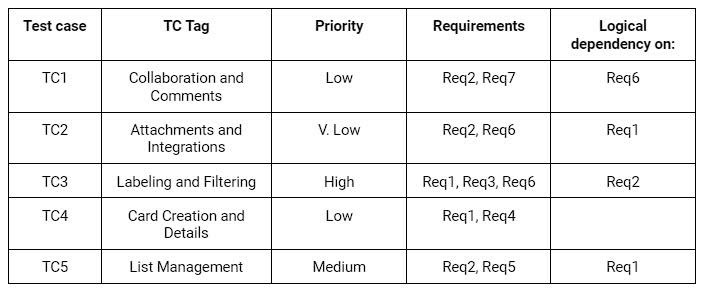 Test case TC Tag Priority Requirements Logical
dependency on:
TC1 Collaboration and Low Req2, Req7 Req6
Comments
TC2 Attachments and V. Low Req2, Req6 Req1
Integrations
TC3 Labeling and Filtering High Req1, Req3, Req6 Req2
TC4 Card Creation and Low Req1, Req4
Details
TC5 List Management Medium Req2, Req5 Req1